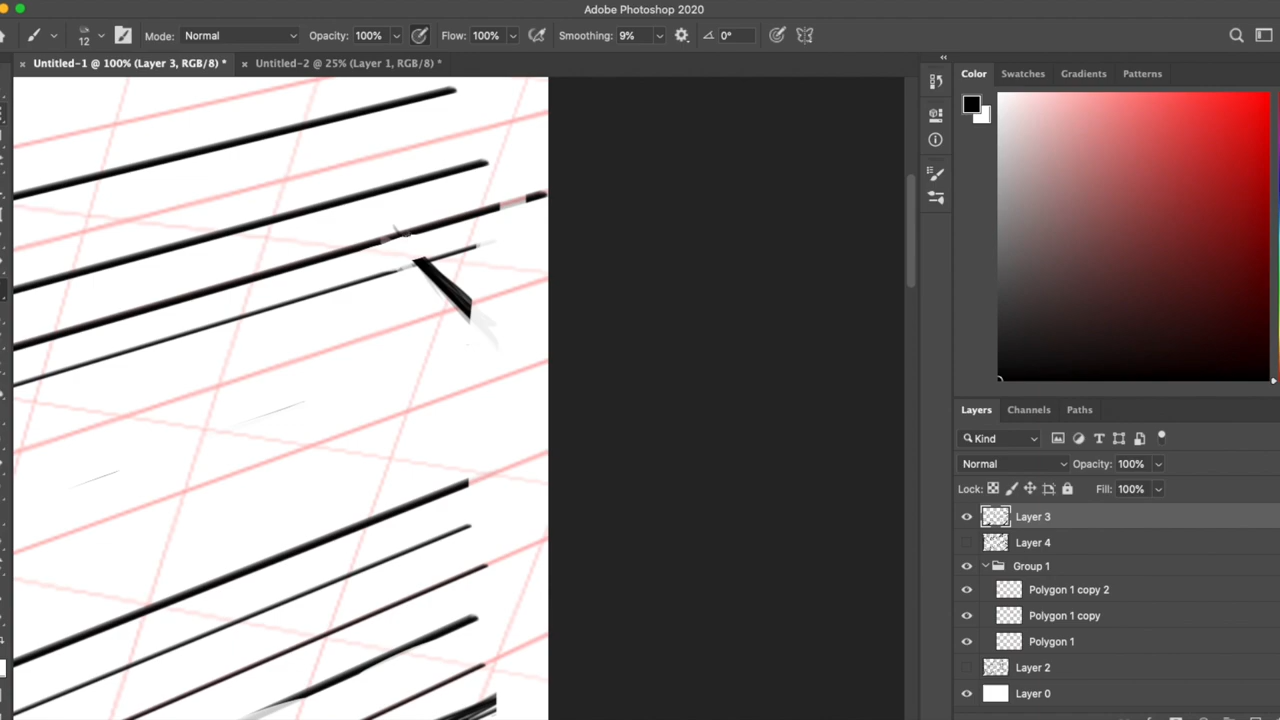 Adobe Photoshop 2020
12 Mode: Normal Opacity: 100% Flow: 100% Smoothing: 9% 0°
Untitled-1 @ 100% (Layer 3, RGB/8) * Untitled-2 @ 25% (Layer 1, RGB/8) *
Color Swatches Gradients Patterns
Layers Channels Paths
Kind
Normal Opacity: 100%
Lock: Fill: 100%
Layer 3
Layer 4
Group 1
Polygon 1 copy 2
Polygon 1 copy
Polygon 1
Layer 2
Layer 0